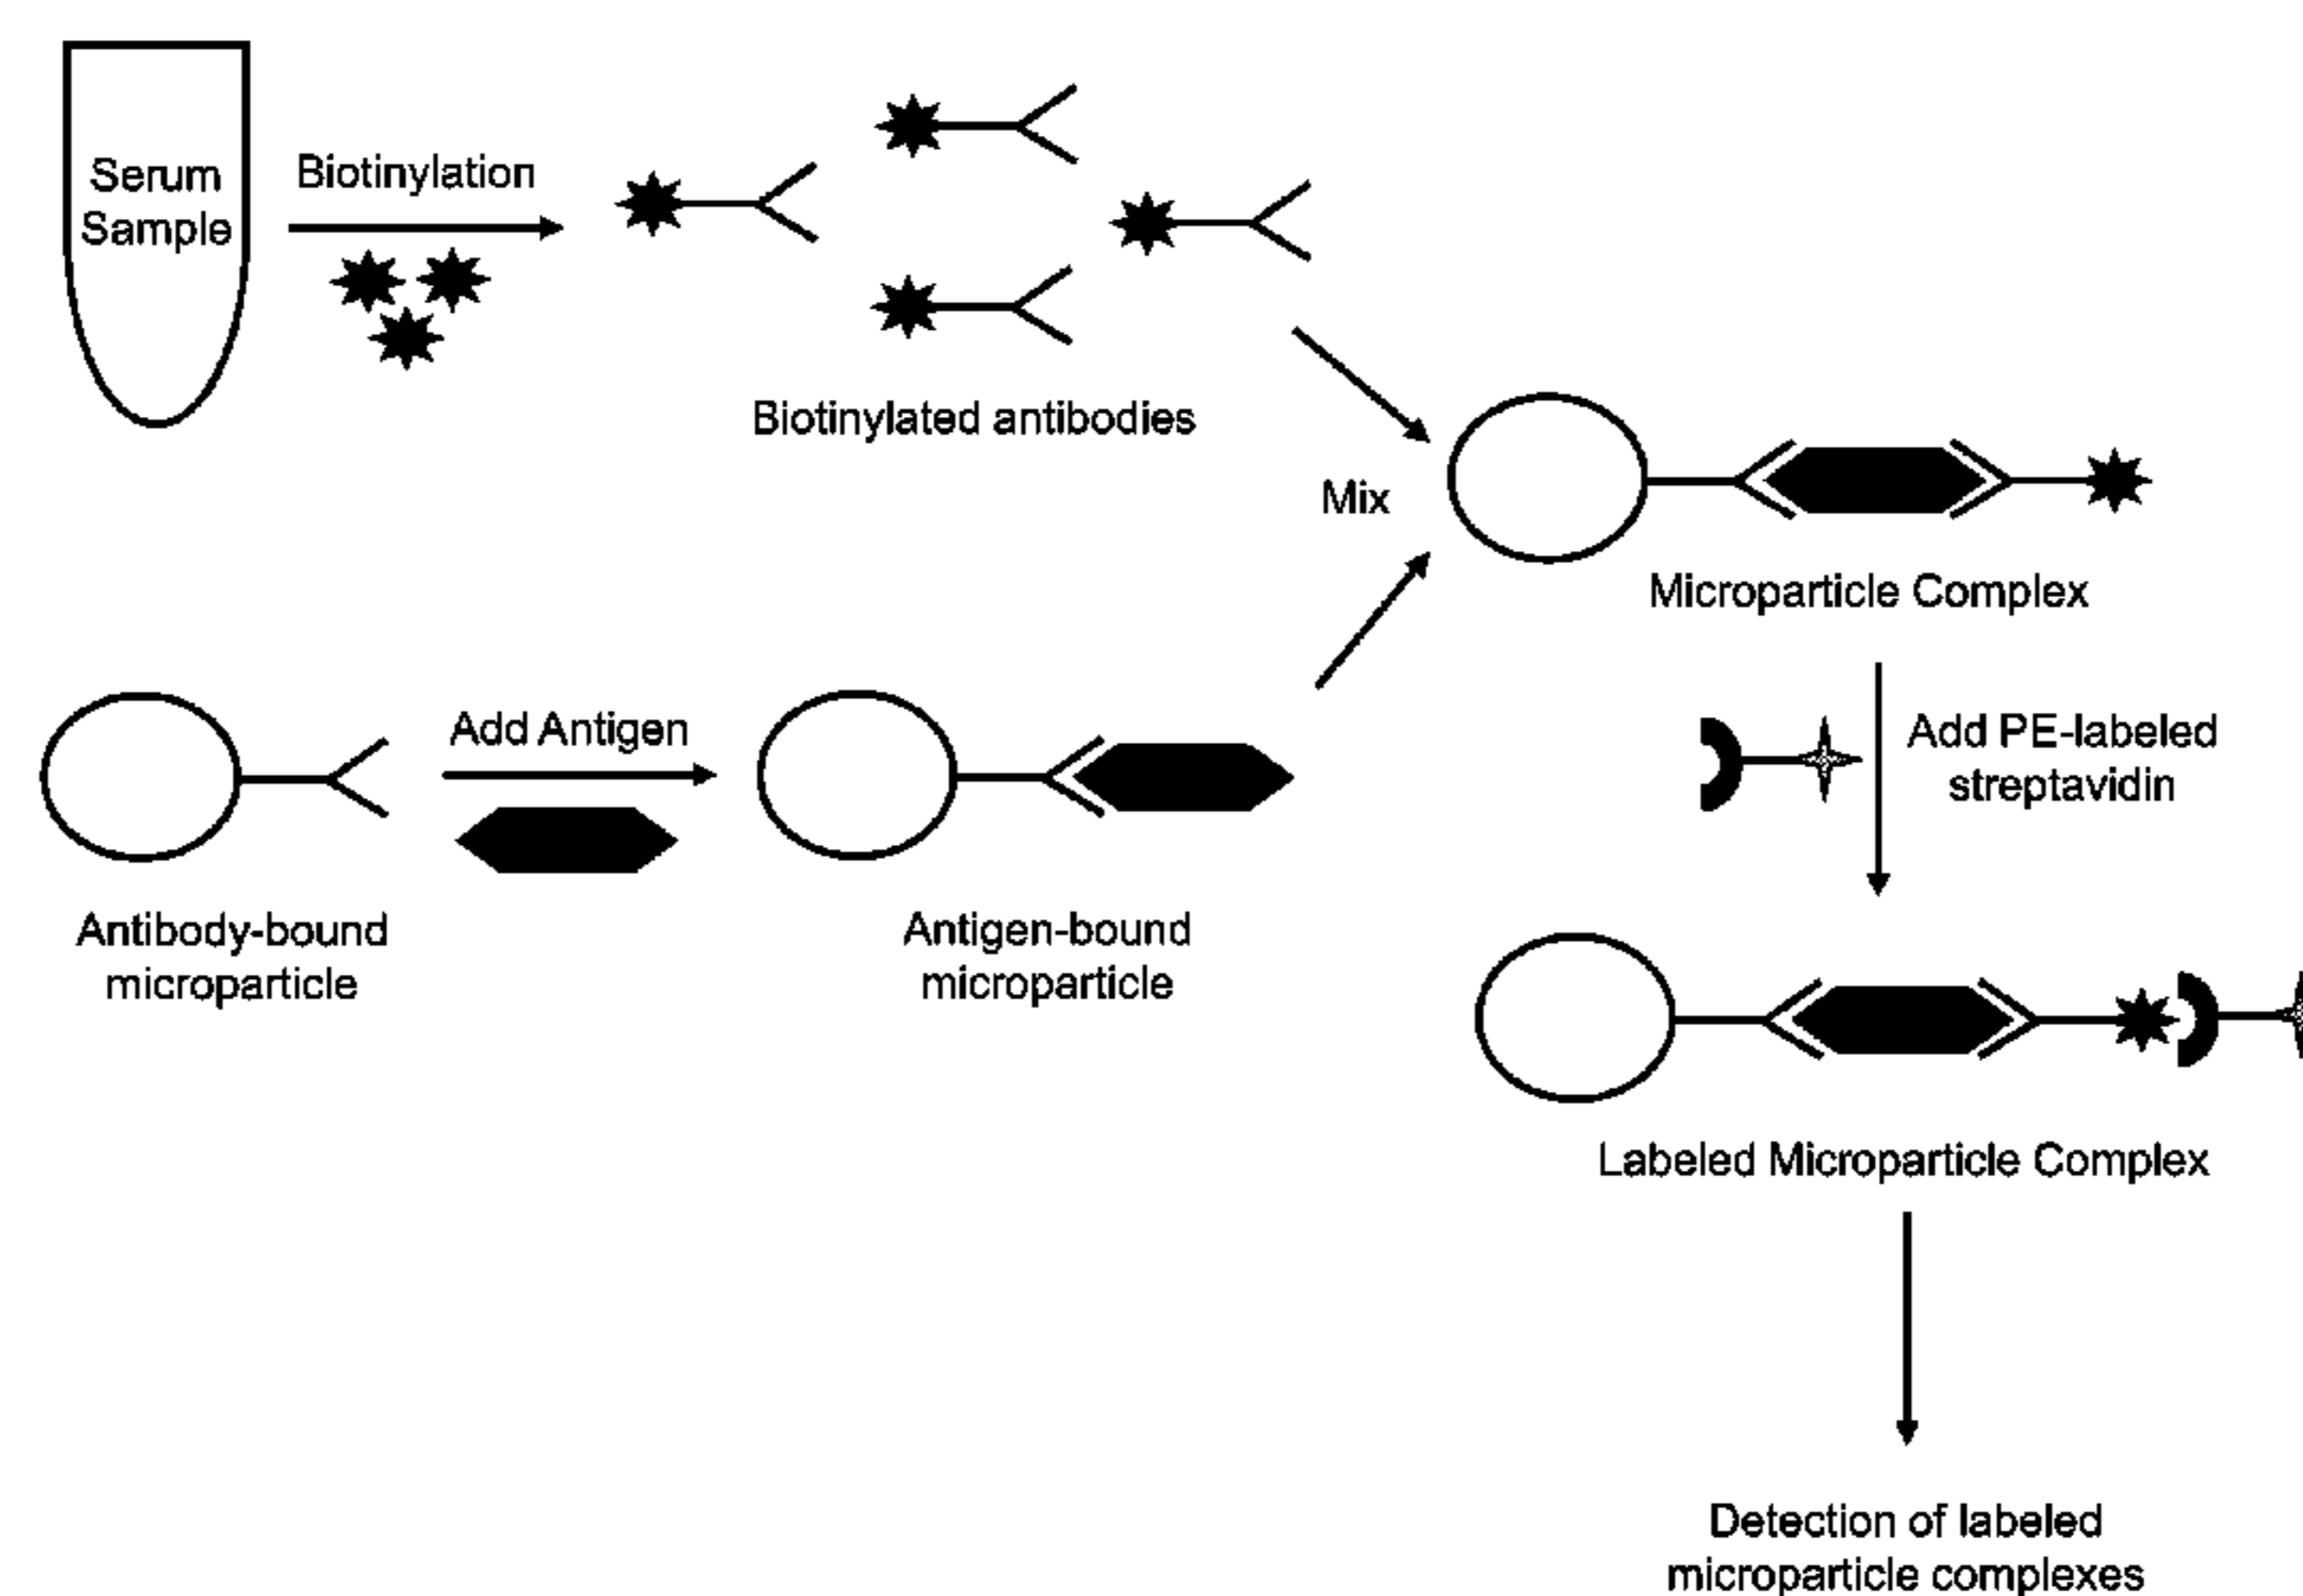 Serum
Sample
Biotinylation
Biotinylated antibodies
Mix
Microparticle Complex
Add Antigen
Antibody-bound
microparticle
Antigen-bound
microparticle
Add PE-labeled
streptavidin
Labeled Microparticle Complex
Detection of labeled
microparticle complexes